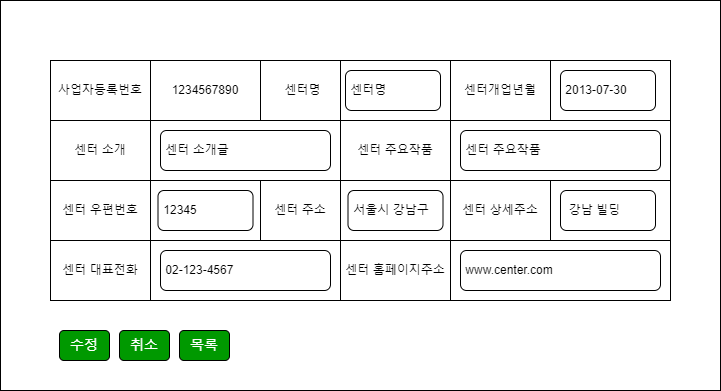 사업자등록번호 1234567890 센터명 센터명 센터개업년월 2013-07-30
센터 소개 센터 소개글 센터 주요작품 센터 주요작품
센터 우편번호 12345 센터 주소 서울시 강남구 센터 상세주소 강남 빌딩
센터 대표전화 02-123-4567 센터 홈페이지주소 www.center.com
수정 취소 목록